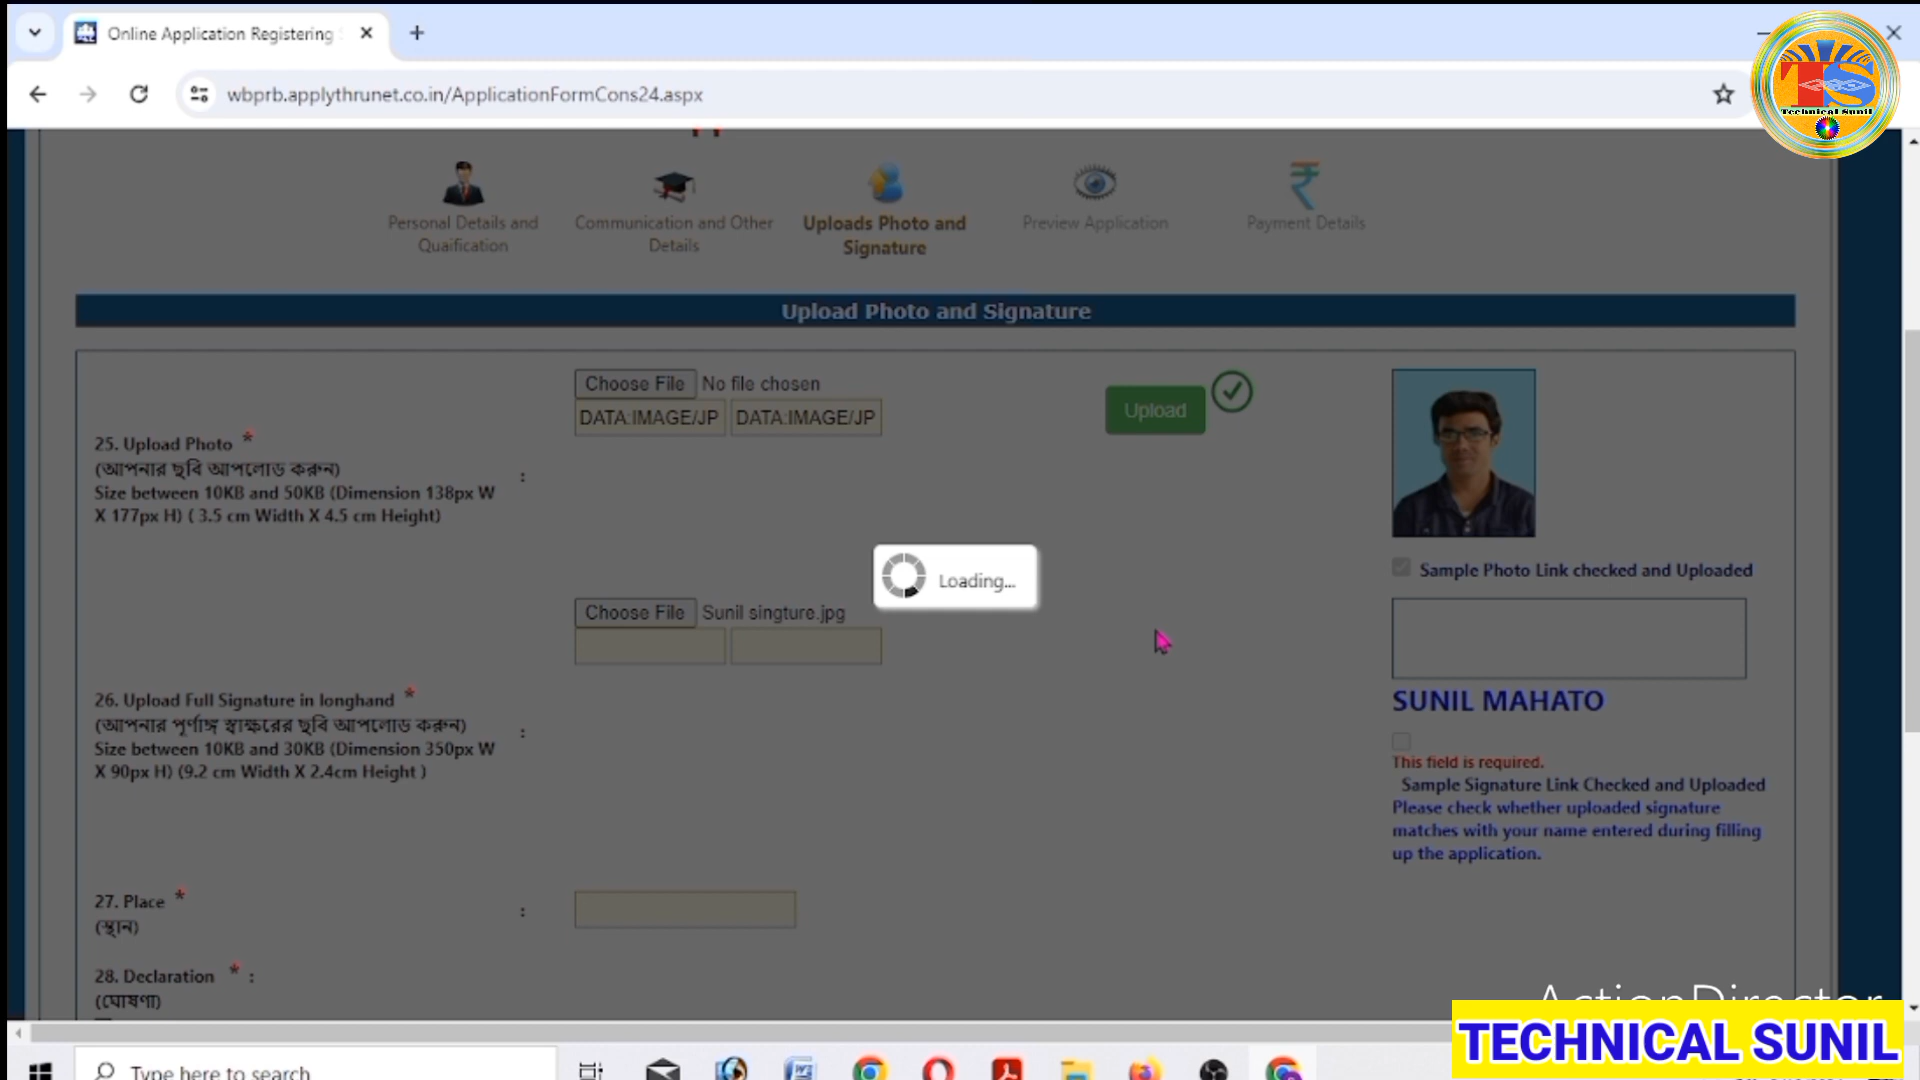 Online Application Registering
wbprb.applythrunet.co.in/ApplicationFormCons24.aspx
TS
Technical Sunil
Personal Details and
Quaification
Communication and Other
Details
Uploads Photo and
Signature
Preview Application
Payment Details
Upload Photo and Signature
Choose File No file chosen
DATA:IMAGE/JP DATA:IMAGE/JP
Upload
25. Upload Photo *
(আপনার ছবি আপলোড করুন)
:
Size between 10KB and 50KB (Dimension 138px W
X 177px H) ( 3.5 cm Width X 4.5 cm Height)
Sample Photo Link checked and Uploaded
Loading...
Choose File Sunil singture.jpg
26. Upload Full Signature in longhand *
(আপনার পূর্ণাঙ্গ স্বাক্ষরের ছবি আপলোড করুন)
:
Size between 10KB and 30KB (Dimension 350px W
X 90px H) (9.2 cm Width X 2.4cm Height )
SUNIL MAHATO
This field is required.
Sample Signature Link Checked and Uploaded
Please check whether uploaded signature
matches with your name entered during filling
up the application.
27. Place *
(স্থান)
:
28. Declaration * :
(ঘোষণা)
ActionDirector
TECHNICAL SUNIL
Type here to search